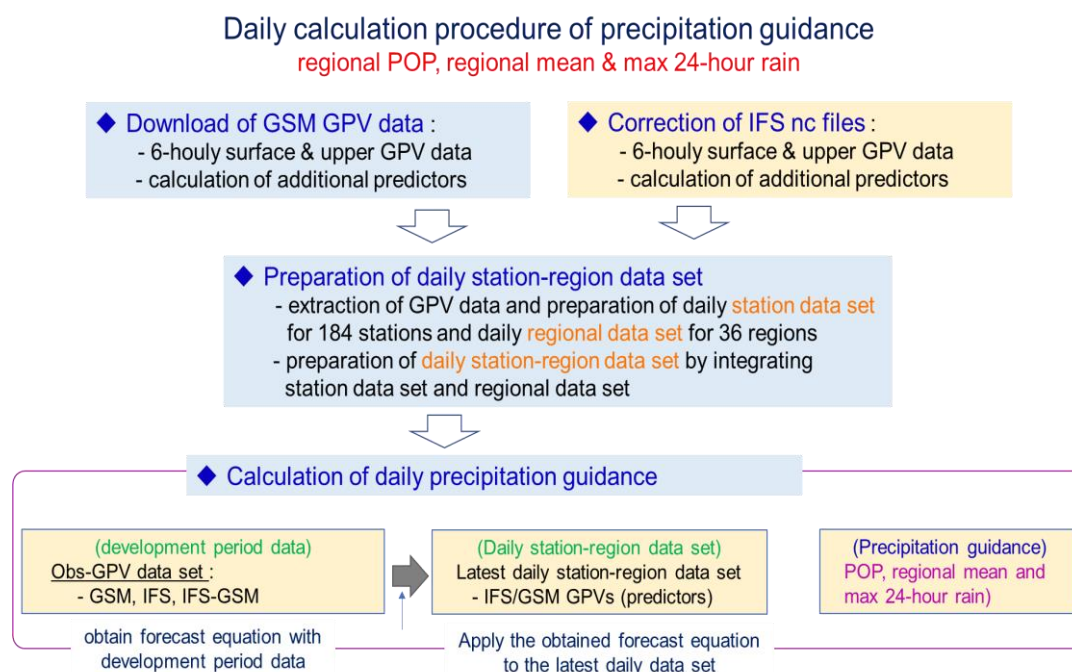 Daily calculation procedure of precipitation guidance
regional POP, regional mean & max 24-hour rain
◆ Download of GSM GPV data :
- 6-houly surface & upper GPV data
- calculation of additional predictors
◆ Correction of IFS nc files :
- 6-houly surface & upper GPV data
- calculation of additional predictors
◆ Preparation of daily station-region data set
- extraction of GPV data and preparation of daily station data set
for 184 stations and daily regional data set for 36 regions
- preparation of daily station-region data set by integrating
station data set and regional data set
◆ Calculation of daily precipitation guidance
(development period data)
Obs-GPV data set :
- GSM, IFS, IFS-GSM
obtain forecast equation with
development period data
(Daily station-region data set)
Latest daily station-region data set
- IFS/GSM GPVs (predictors)
Apply the obtained forecast equation
to the latest daily data set
(Precipitation guidance)
POP, regional mean and
max 24-hour rain)